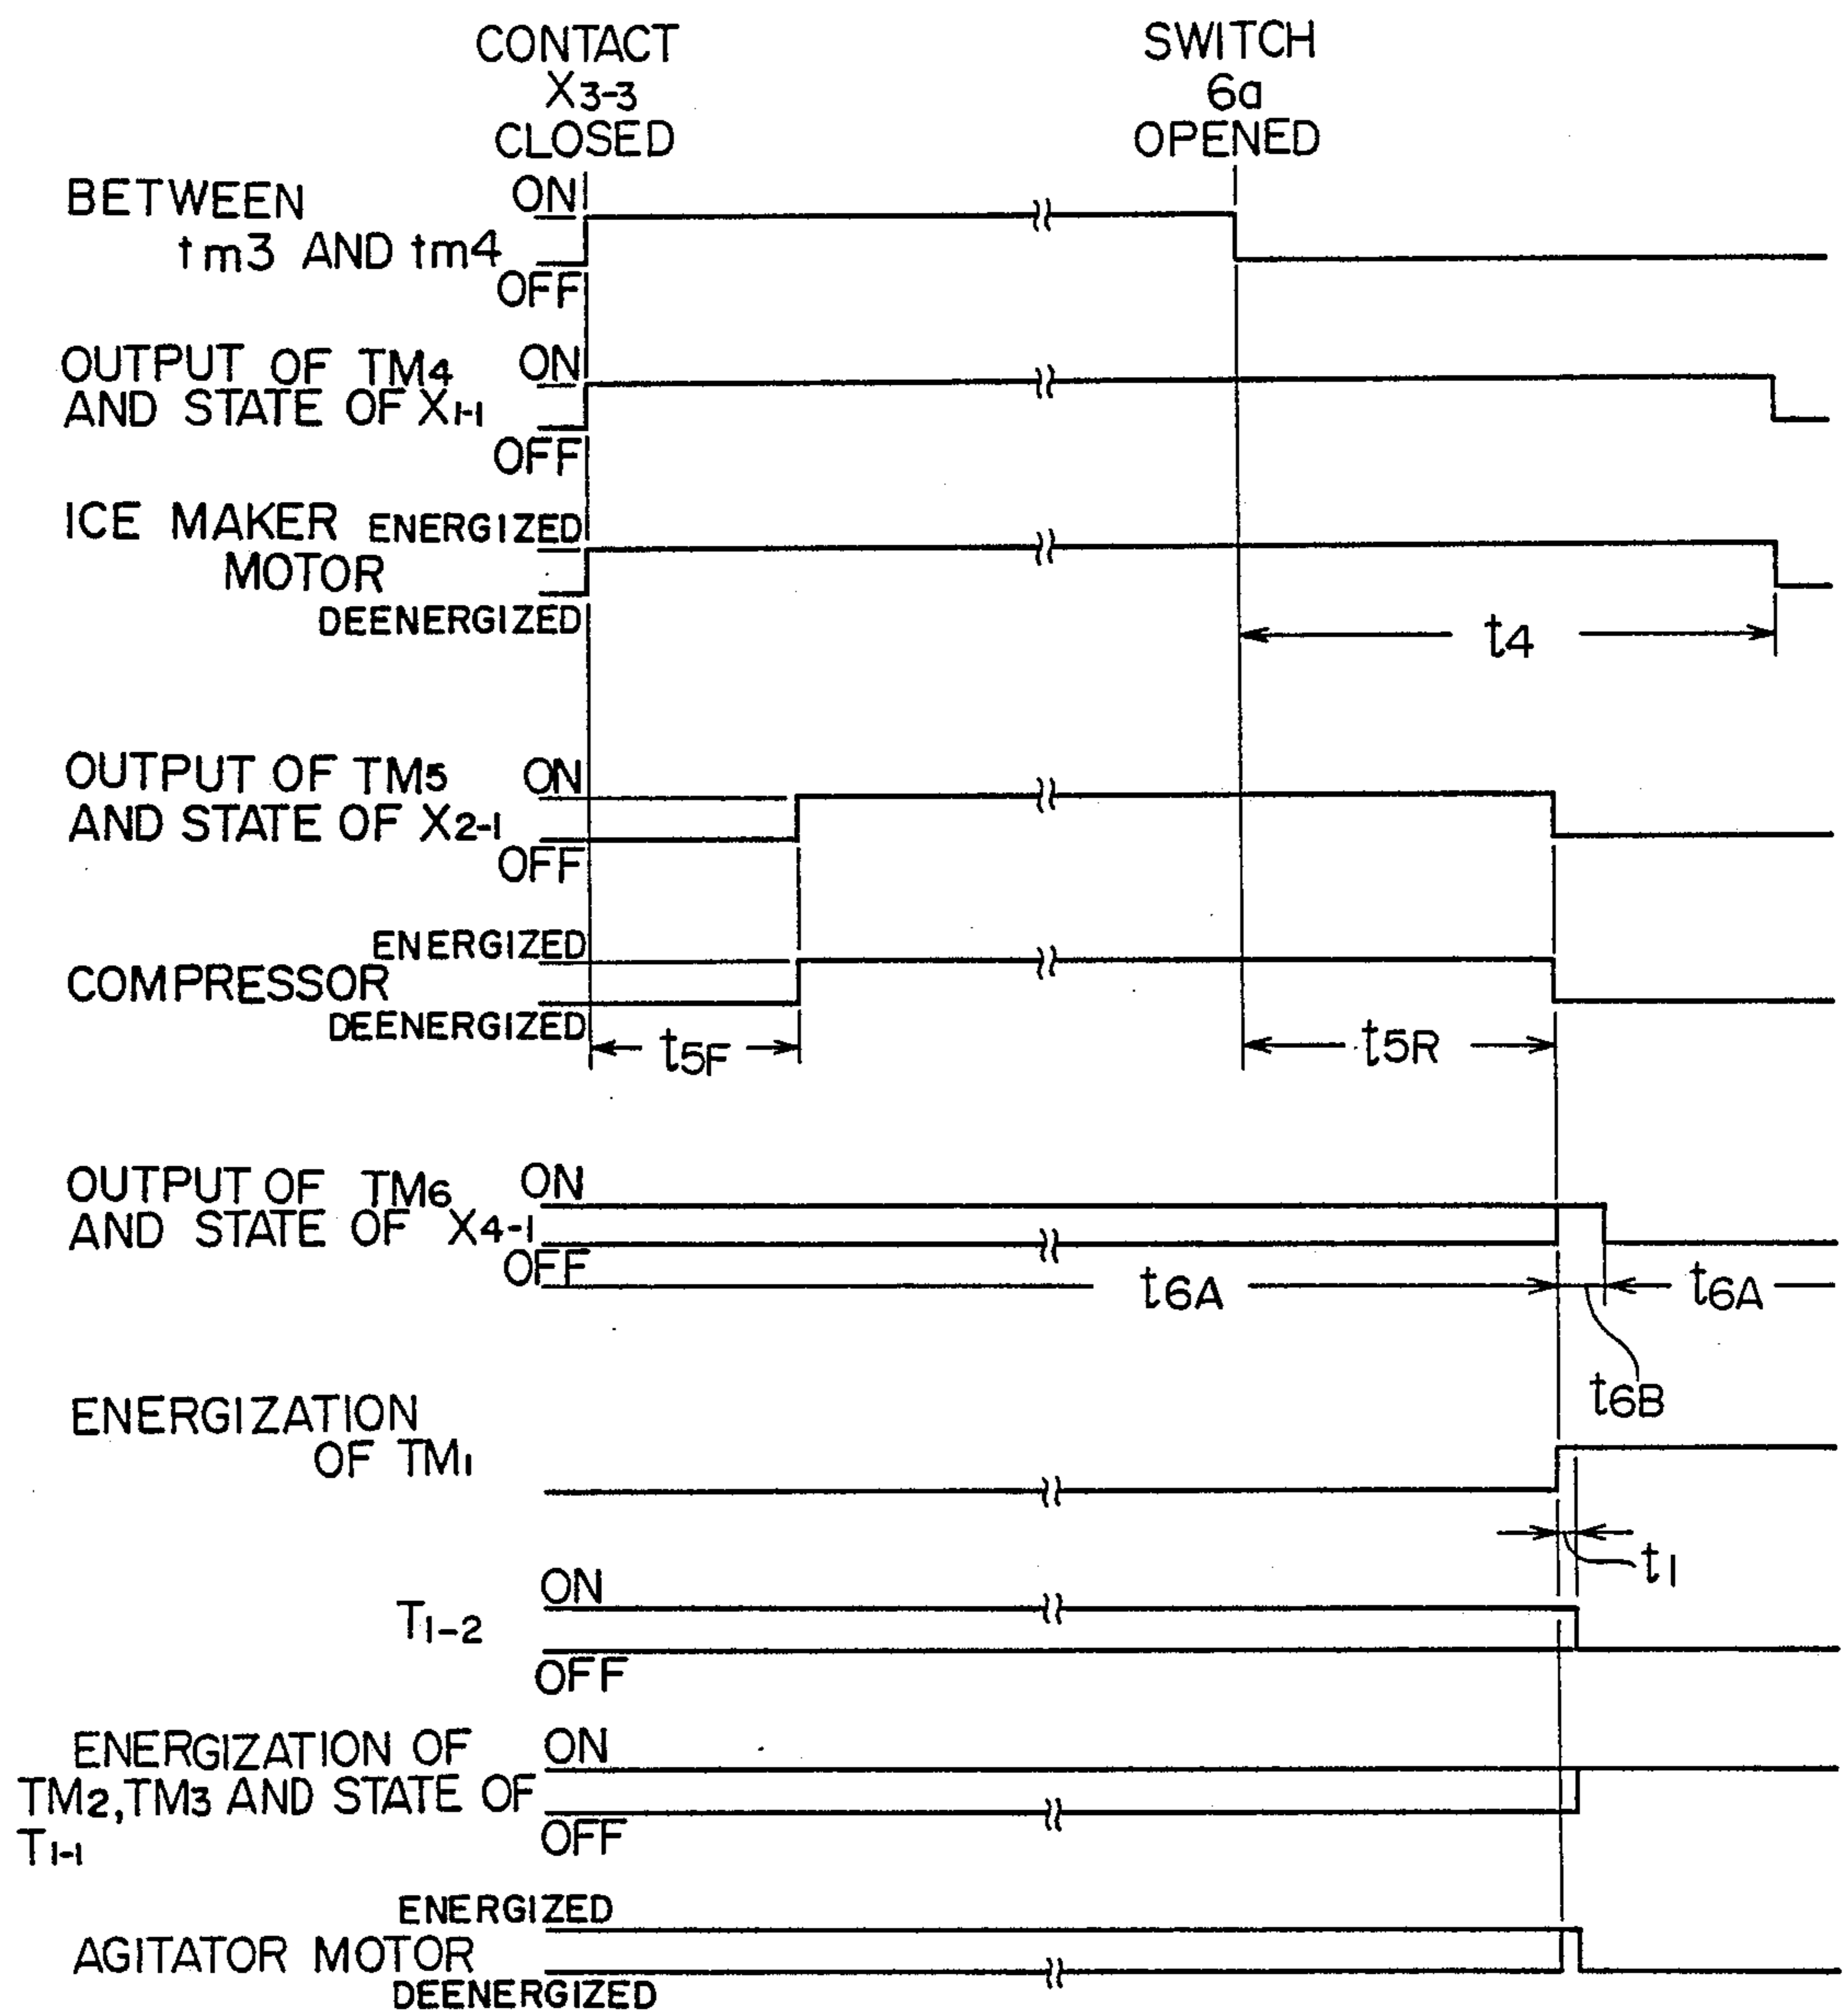 CONTACT
X3-3
CLOSED
SWITCH
6a
OPENED
BETWEEN
tm3 AND tm4
ON
OFF
OUTPUT OF TM4
AND STATE OF X1-1
ON
OFF
ICE MAKER
MOTOR
ENERGIZED
DEENERGIZED
t4
OUTPUT OF TM5
AND STATE OF X2-1
ON
OFF
COMPRESSOR
ENERGIZED
DEENERGIZED
t5F
t5R
OUTPUT OF TM6
AND STATE OF X4-1
ON
OFF
t6A
t6A
t6B
ENERGIZATION
OF TM1
t1
T1-2
ON
OFF
ENERGIZATION OF
TM2,TM3 AND STATE OF
T1-1
ON
OFF
AGITATOR MOTOR
ENERGIZED
DEENERGIZED